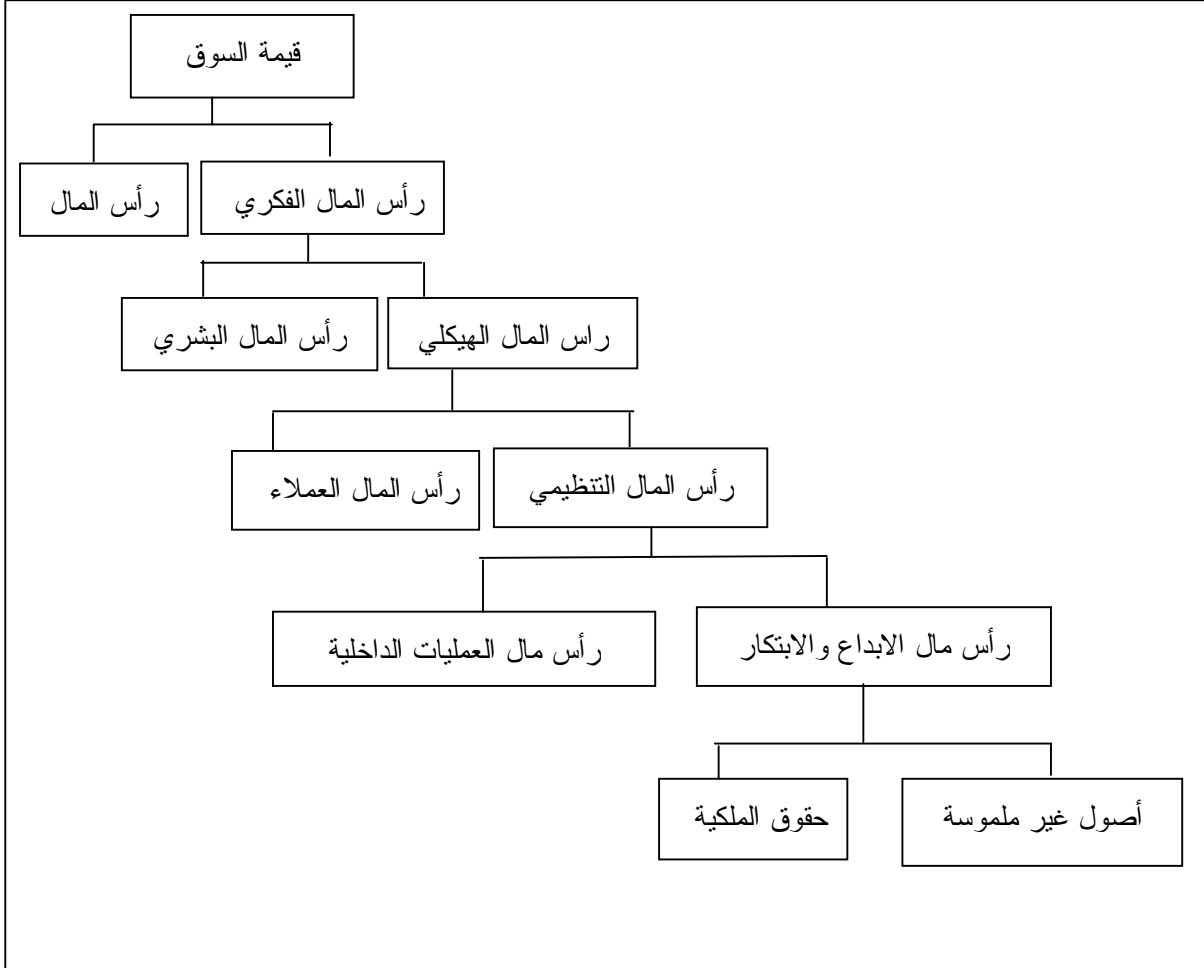 قيمة السوق
رأس المال الفكري
رأس المال
راس المال الهيكلي
رأس المال البشري
رأس المال التنظيمي
رأس المال العملاء
رأس مال الابداع والابتكار
رأس مال العمليات الداخلية
أصول غير ملموسة
حقوق الملكية